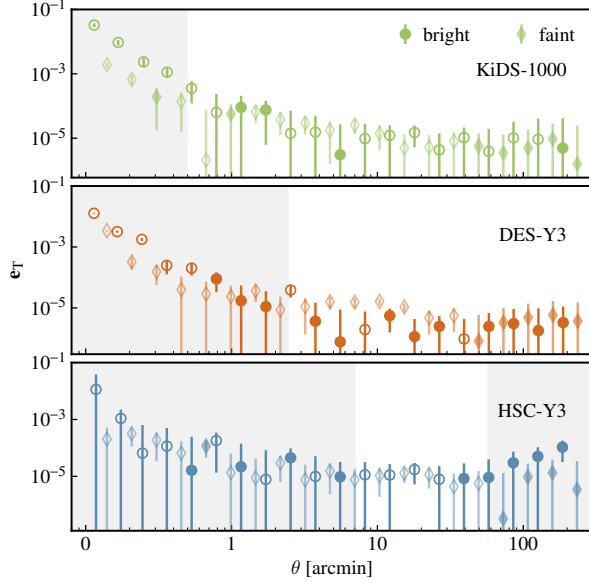 10⁻¹
bright
faint
KiDS-1000
10⁻³
10⁻⁵
10⁻¹
DES-Y3
10⁻³
e_T
10⁻⁵
10⁻¹
HSC-Y3
10⁻³
10⁻⁵
0 1 10 100
θ [arcmin]